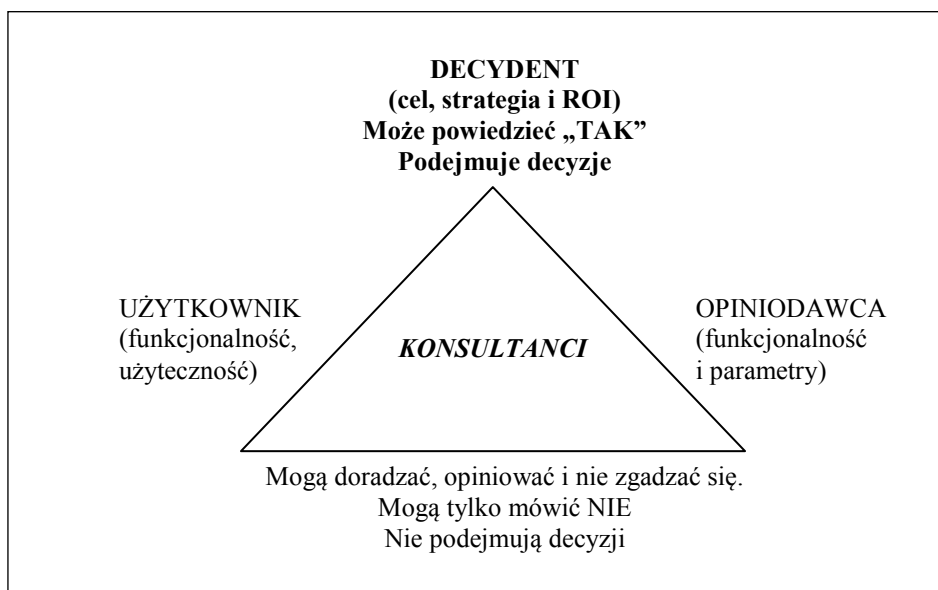 DECYDENT
(cel, strategia i ROI)
Może powiedzieć „TAK”
Podejmuje decyzje
UŻYTKOWNIK
(funkcjonalność,
użyteczność)
KONSULTANCI
OPINIODAWCA
(funkcjonalność
i parametry)
Mogą doradzać, opiniować i nie zgadzać się.
Mogą tylko mówić NIE
Nie podejmują decyzji